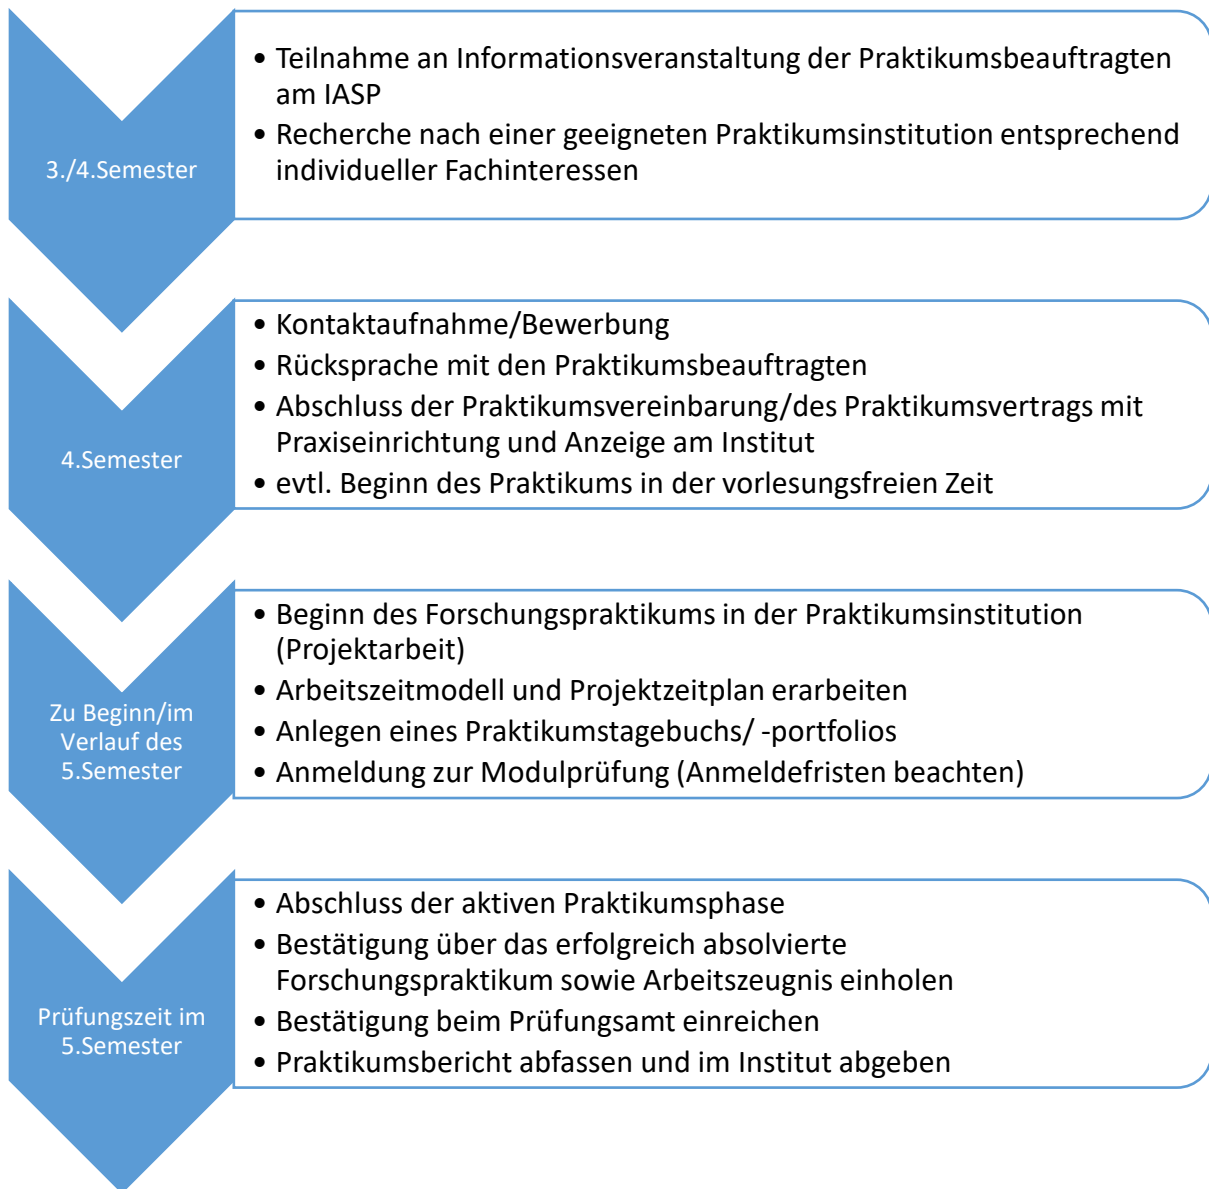 3./4.Semester
• Teilnahme an Informationsveranstaltung der Praktikumsbeauftragten
am IASP
• Recherche nach einer geeigneten Praktikumsinstitution entsprechend
individueller Fachinteressen
4.Semester
• Kontaktaufnahme/Bewerbung
• Rücksprache mit den Praktikumsbeauftragten
• Abschluss der Praktikumsvereinbarung/des Praktikumsvertrags mit
Praxiseinrichtung und Anzeige am Institut
• evtl. Beginn des Praktikums in der vorlesungsfreien Zeit
Zu Beginn/im
Verlauf des
5.Semester
• Beginn des Forschungspraktikums in der Praktikumsinstitution
(Projektarbeit)
• Arbeitszeitmodell und Projektzeitplan erarbeiten
• Anlegen eines Praktikumstagebuchs/ -portfolios
• Anmeldung zur Modulprüfung (Anmeldefristen beachten)
Prüfungszeit im
5.Semester
• Abschluss der aktiven Praktikumsphase
• Bestätigung über das erfolgreich absolvierte
Forschungspraktikum sowie Arbeitszeugnis einholen
• Bestätigung beim Prüfungsamt einreichen
• Praktikumsbericht abfassen und im Institut abgeben